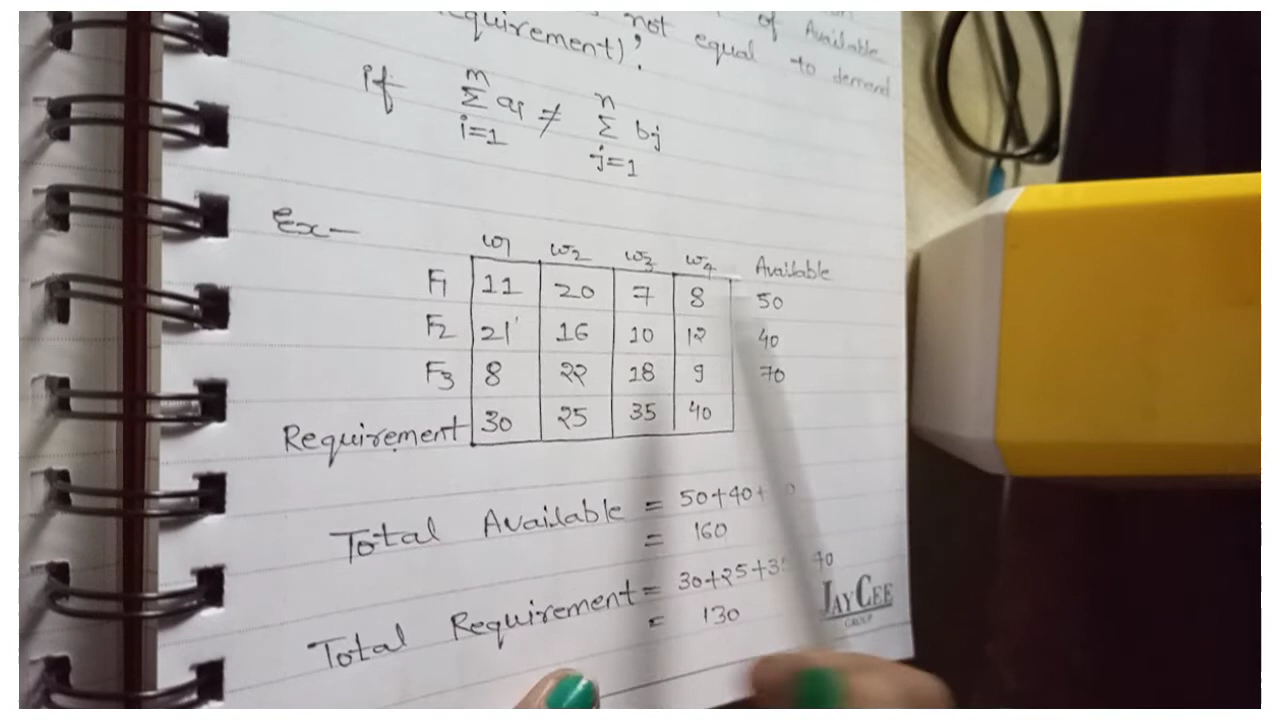 not of Available
equal to demand
if m n
Σ ai ≠ Σ bj
i=1 j=1
Ex-
W1 W2 W3 W4 Available
F1 11 20 7 8 50
F2 21 16 10 12 40
F3 8 22 18 9 70
Requirement 30 25 35 40
Total Available = 50+40+
= 160
Total Requirement = 30+25+3
= 130
JAYCEE
GROUP